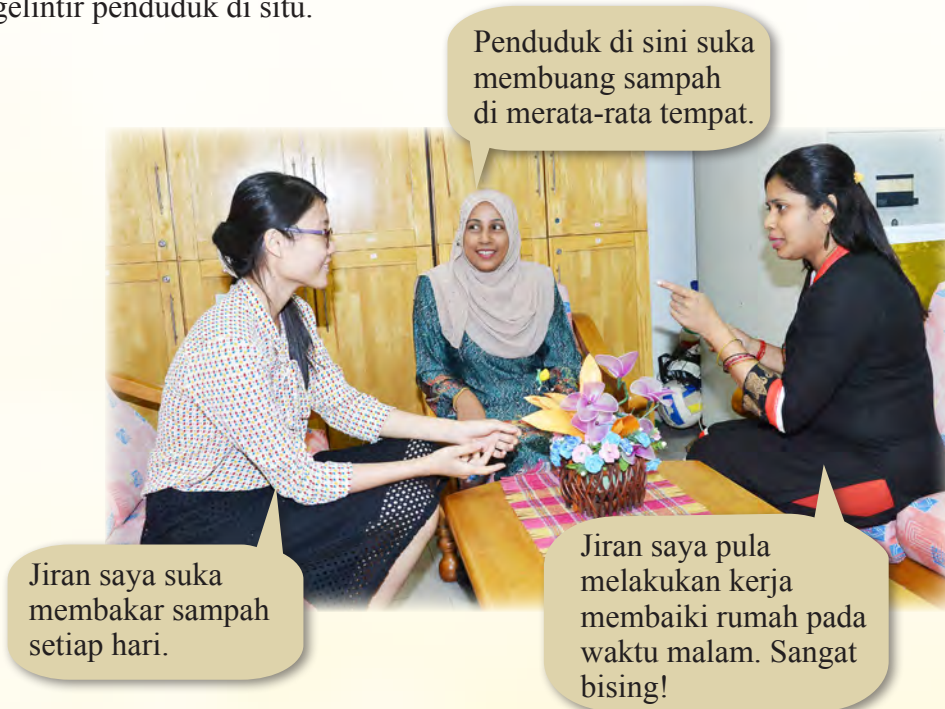 gelintir penduduk di situ.
Penduduk di sini suka
membuang sampah
di merata-rata tempat.
Jiran saya suka
membakar sampah
setiap hari.
Jiran saya pula
melakukan kerja
membaiki rumah pada
waktu malam. Sangat
bising!